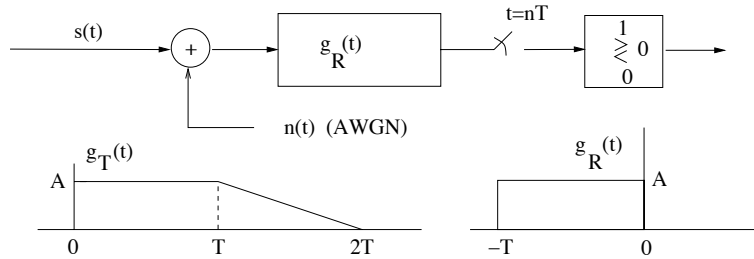 s(t)
+
g_R(t)
t=nT
1
≷ 0
0
n(t) (AWGN)
g_T(t)
A
0 T 2T
g_R(t)
A
−T 0